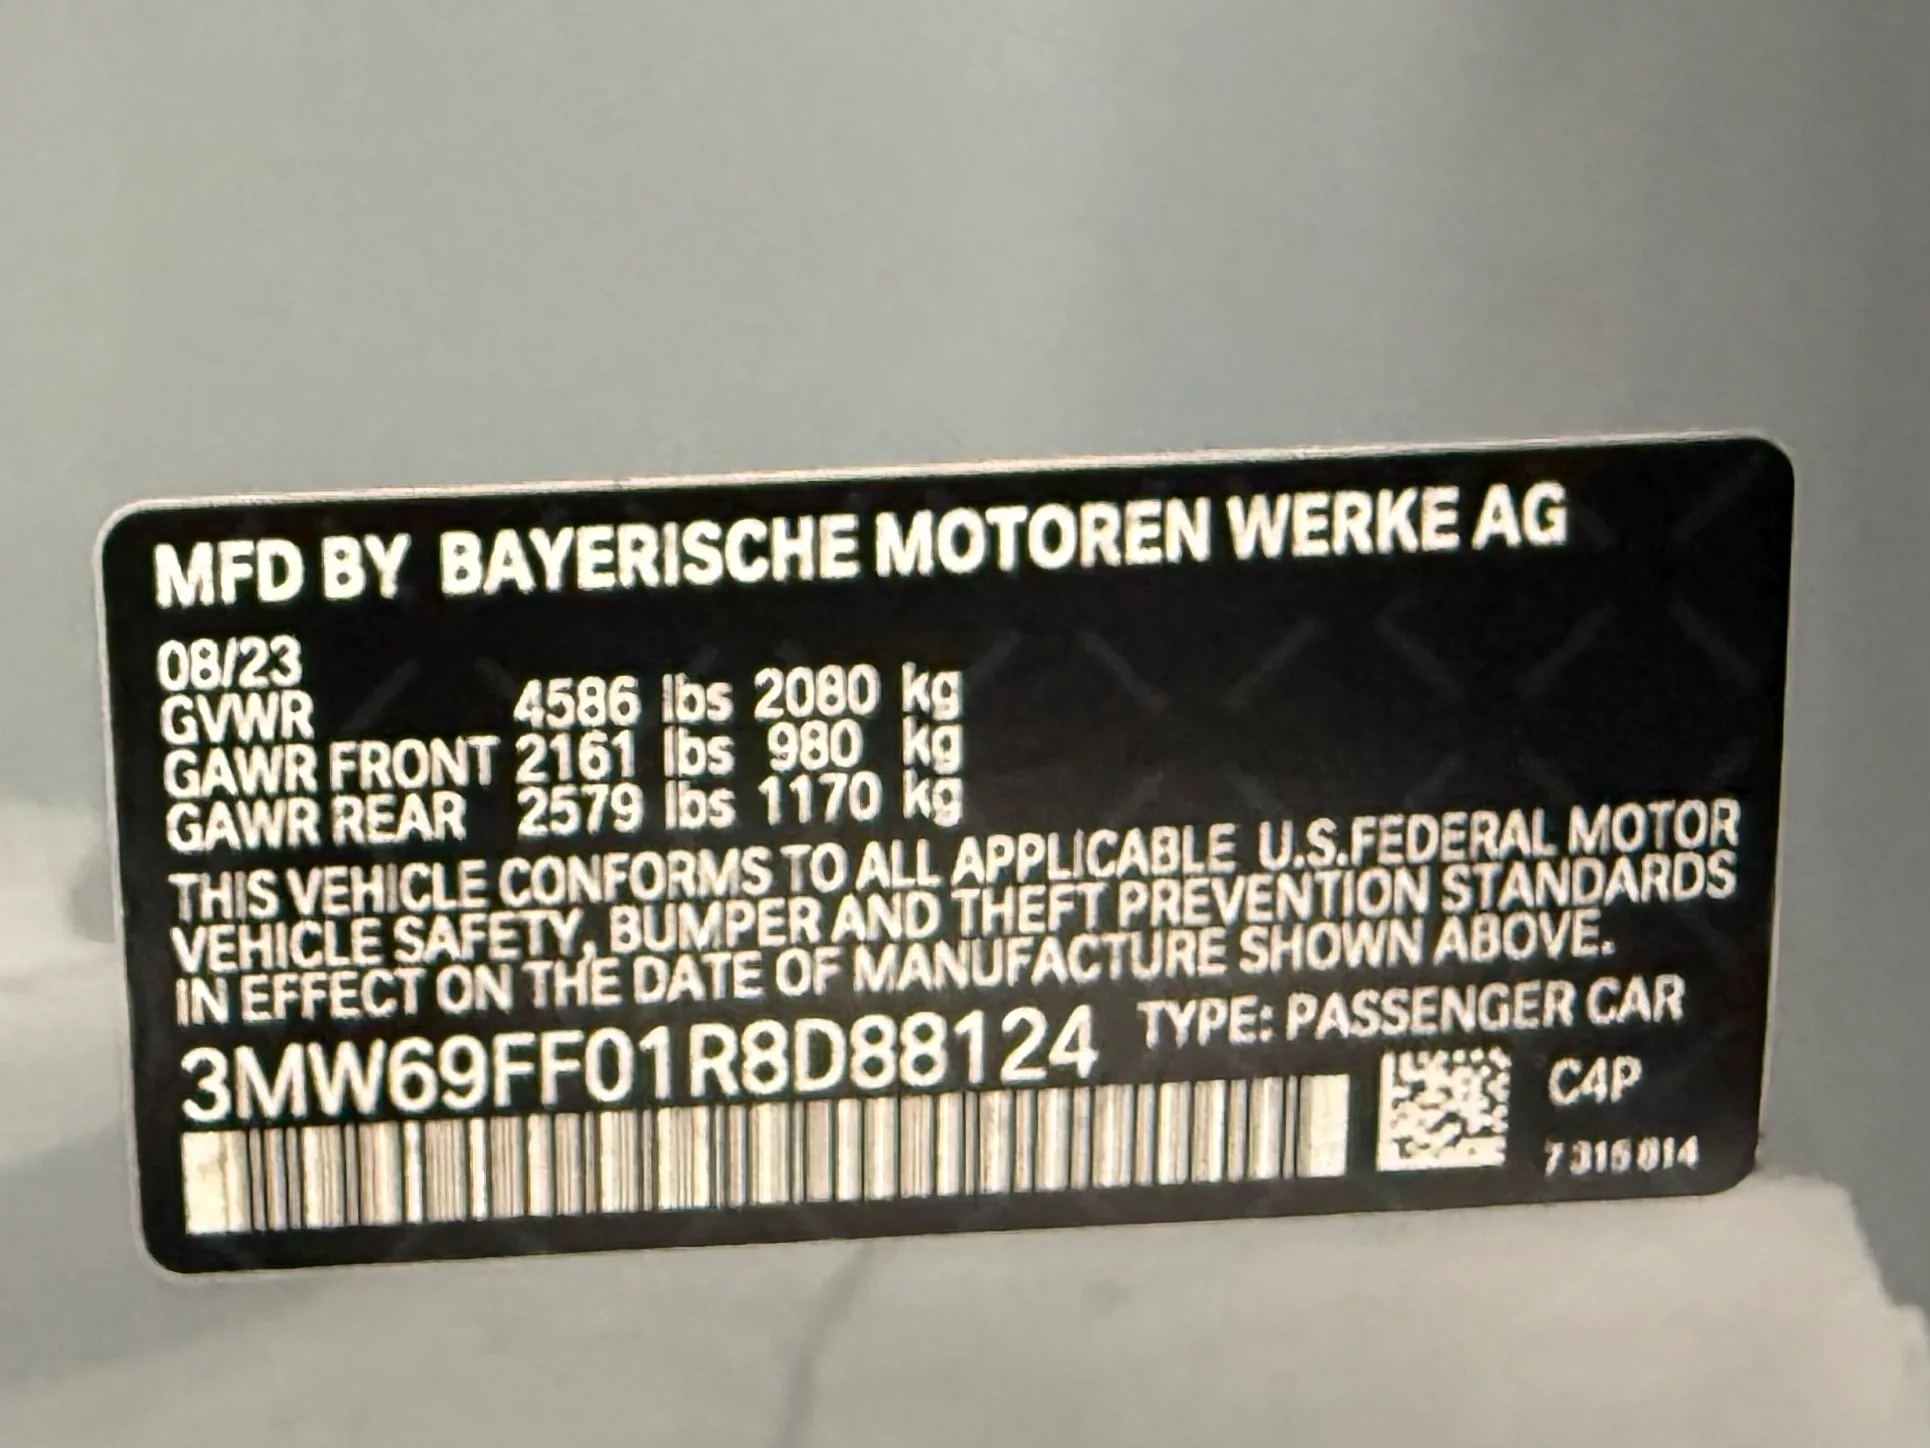 MFD BY BAYERISCHE MOTOREN WERKE AG
08/23
GVWR 4586 lbs 2080 kg
GAWR FRONT 2161 lbs 980 kg
GAWR REAR 2579 lbs 1170 kg
THIS VEHICLE CONFORMS TO ALL APPLICABLE U.S.FEDERAL MOTOR
VEHICLE SAFETY, BUMPER AND THEFT PREVENTION STANDARDS
IN EFFECT ON THE DATE OF MANUFACTURE SHOWN ABOVE.
3MW69FF01R8D88124 TYPE: PASSENGER CAR
C4P